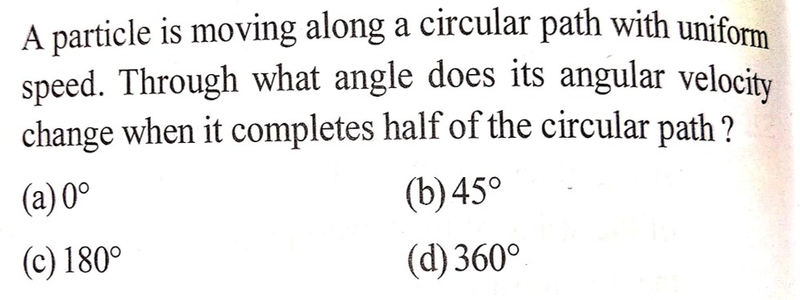 A particle is moving along a circular path with uniform
speed. Through what angle does its angular velocity
change when it completes half of the circular path ?
(a) 0° (b) 45°
(c) 180° (d) 360°